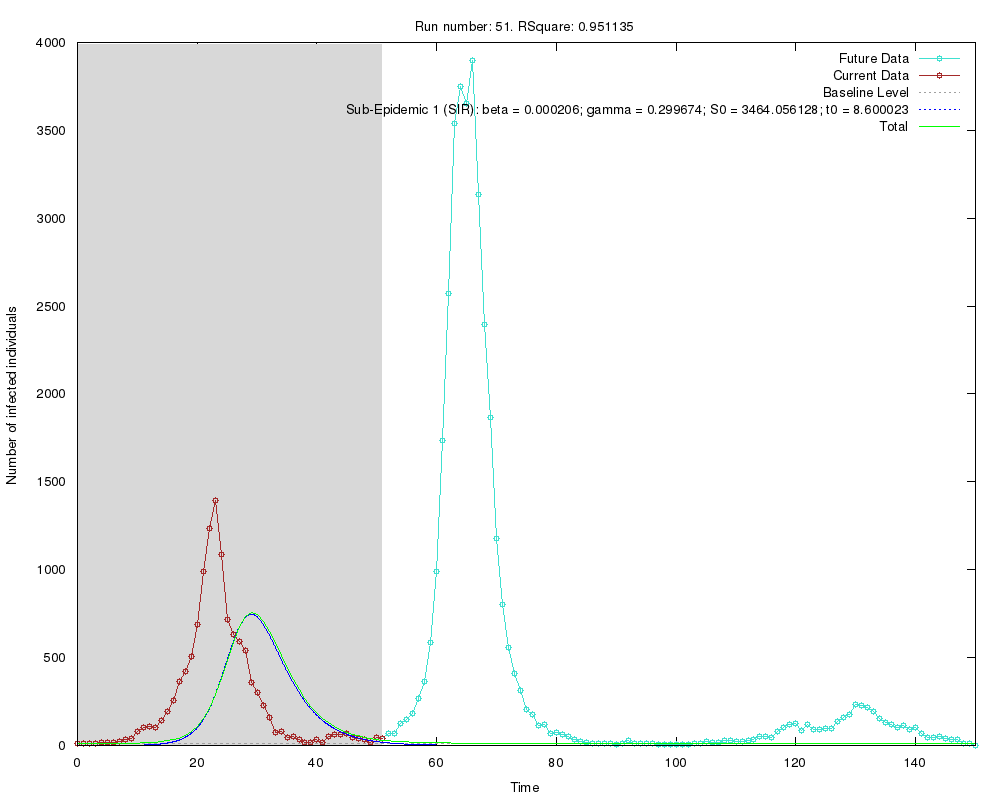 Run number: 51. RSquare: 0.951135
Future Data
Current Data
Baseline Level
Sub-Epidemic 1 (SIR): beta = 0.000206; gamma = 0.299674; S0 = 3464.056128; t0 = 8.600023
Total
4000
3500
3000
2500
2000
1500
1000
500
0
Number of infected individuals
0 20 40 60 80 100 120 140
Time